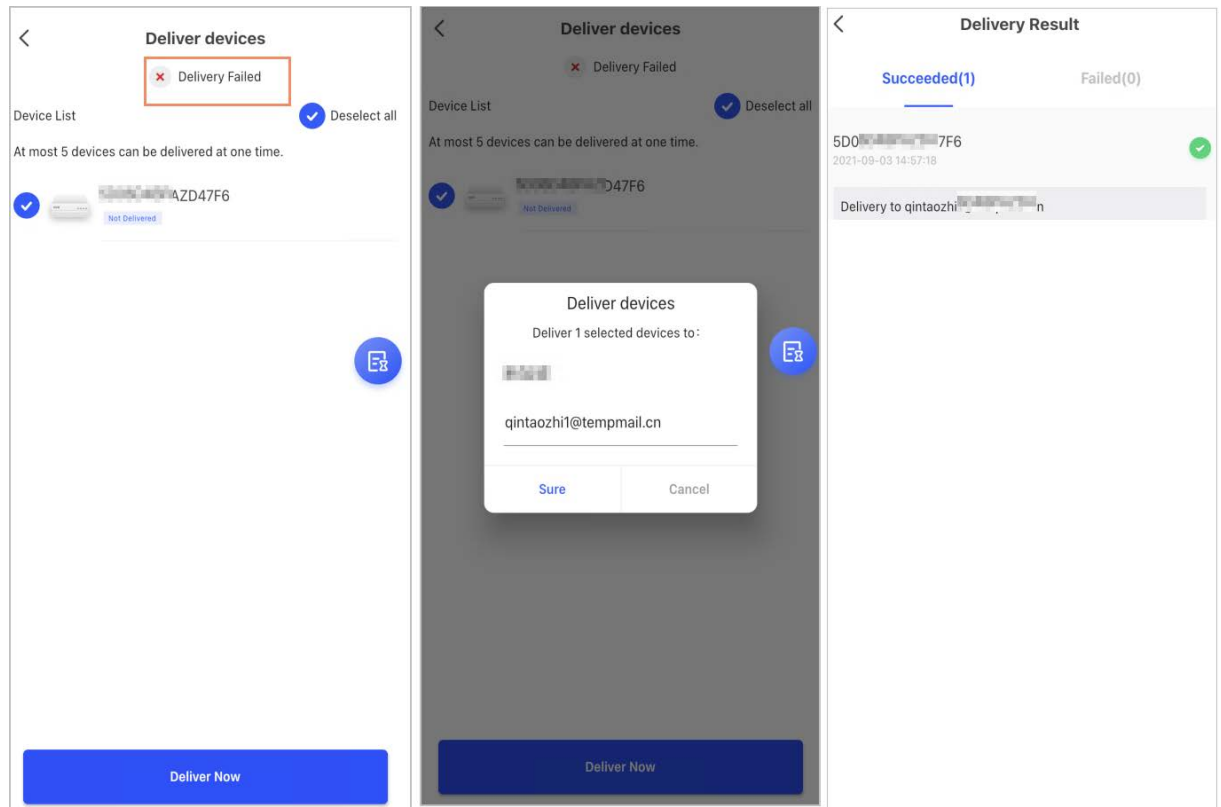 Deliver devices
Delivery Failed
Device List
Deselect all
At most 5 devices can be delivered at one time.
AZD47F6
Not Delivered
Deliver Now
Deliver devices
Delivery Failed
Device List
Deselect all
At most 5 devices can be delivered at one time.
D47F6
Not Delivered
Deliver devices
Deliver 1 selected devices to:
qintaozhi1@tempmail.cn
Sure
Cancel
Deliver Now
Delivery Result
Succeeded(1)
Failed(0)
5D0 7F6
2021-09-03 14:57:18
Delivery to qintaozhi n